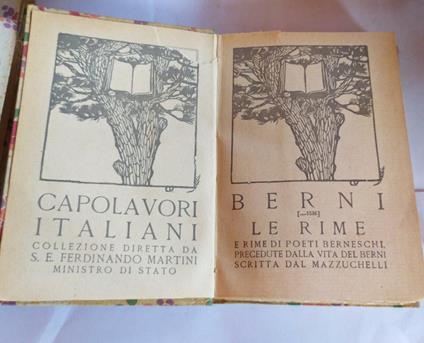 CAPOLAVORI
ITALIANI
COLLEZIONE DIRETTA DA
S. E. FERDINANDO MARTINI
MINISTRO DI STATO
BERNI
[—1536]
LE RIME
E RIME DI POETI BERNESCHI,
PRECEDUTE DALLA VITA DEL BERNI
SCRITTA DAL MAZZUCHELLI